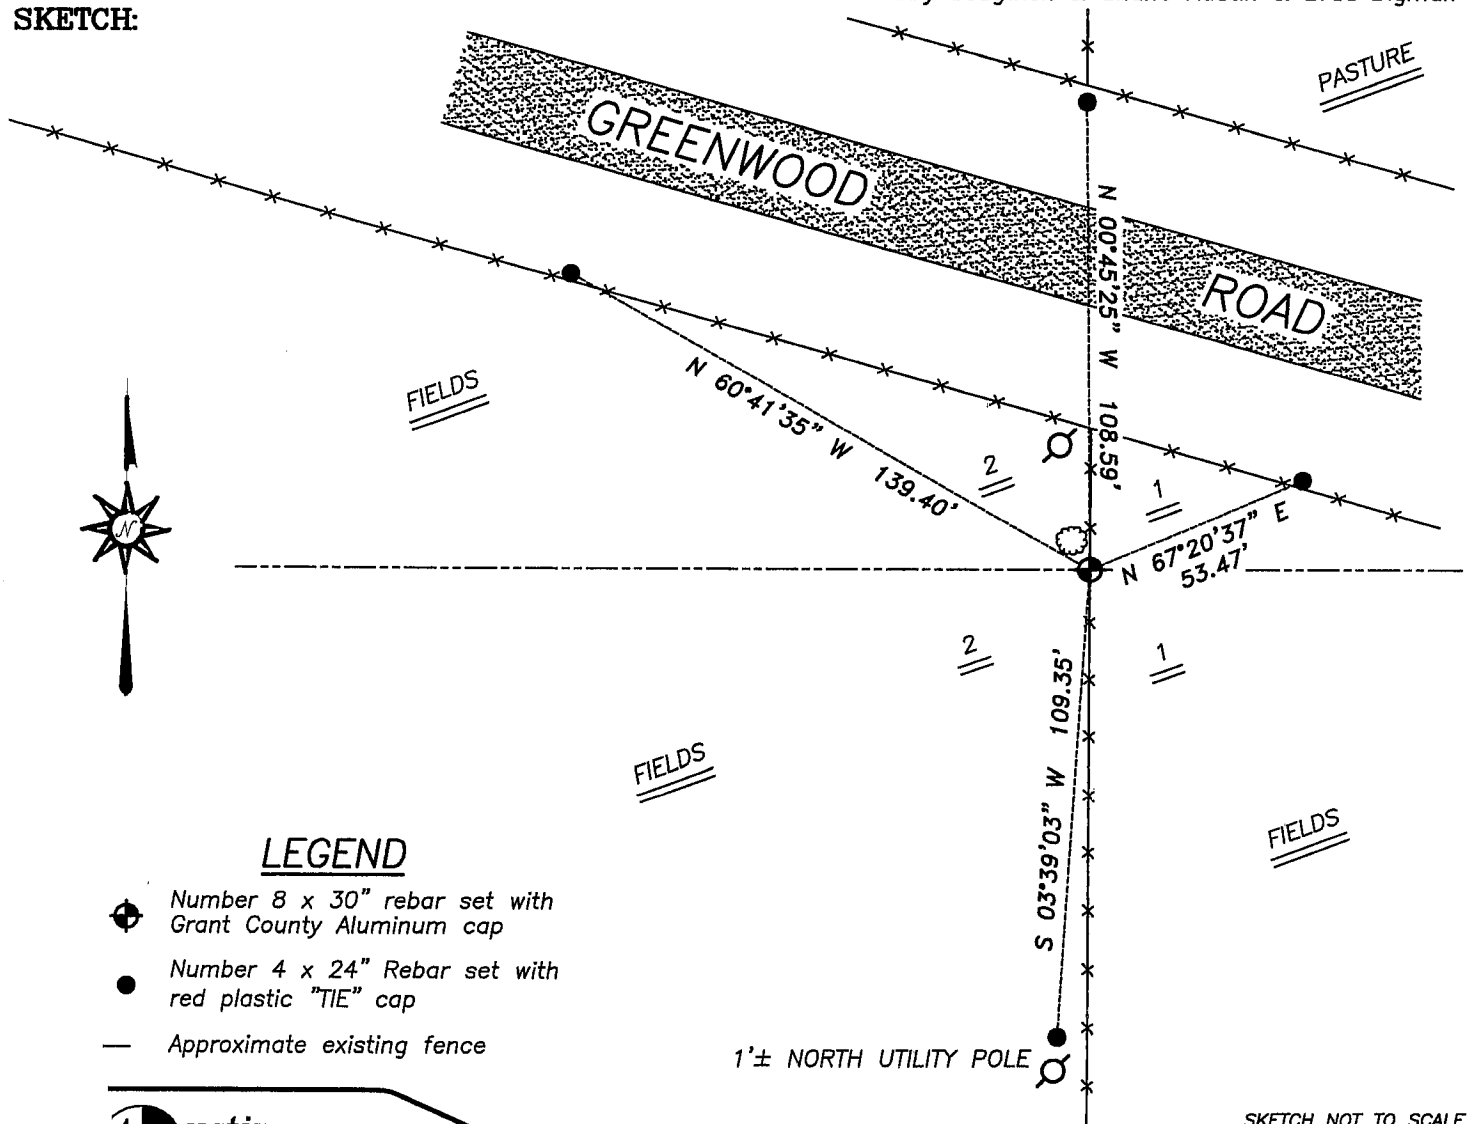 SKETCH:
PASTURE
GREENWOOD
ROAD
N 00°45'25" W 108.59'
FIELDS
N 60°41'35" W 139.40'
2
1
N 67°20'37" E
53.47'
N
2
1
S 03°39'03" W 109.35'
FIELDS
FIELDS
LEGEND
Number 8 x 30" rebar set with
Grant County Aluminum cap
Number 4 x 24" Rebar set with
red plastic "TIE" cap
Approximate existing fence
1'± NORTH UTILITY POLE
SKETCH NOT TO SCALE